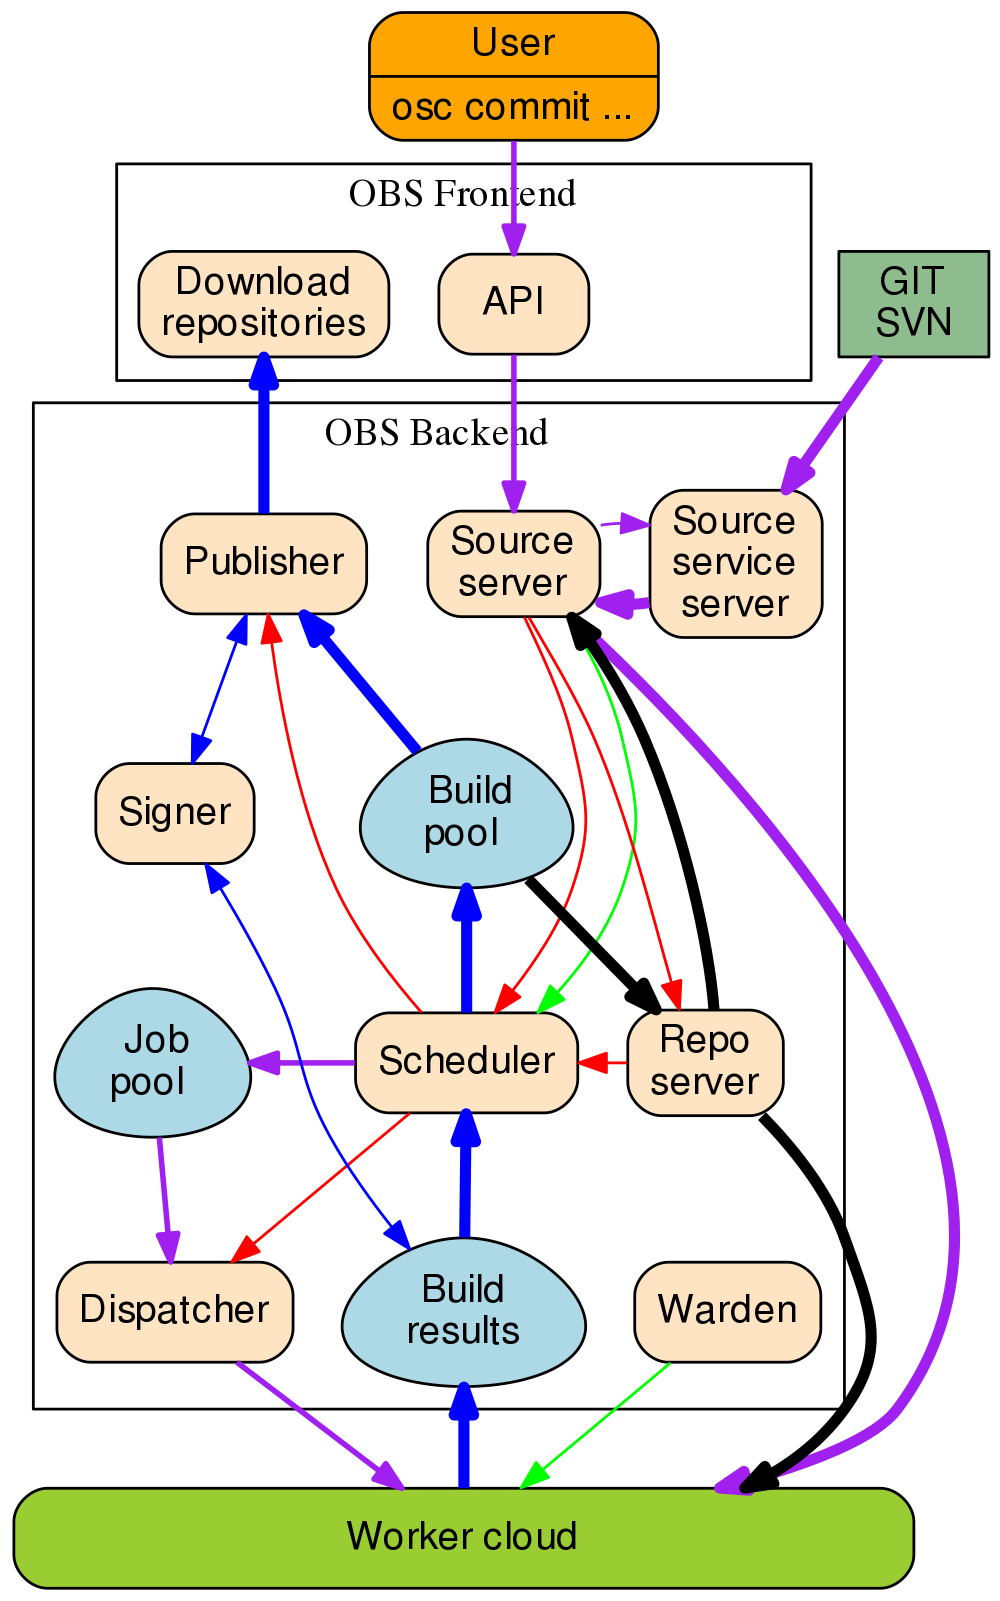 User
osc commit ...
OBS Frontend
Download
repositories
API
GIT
SVN
OBS Backend
Publisher
Source
server
Source
service
server
Signer
Build
pool
Job
pool
Scheduler
Repo
server
Dispatcher
Build
results
Warden
Worker cloud